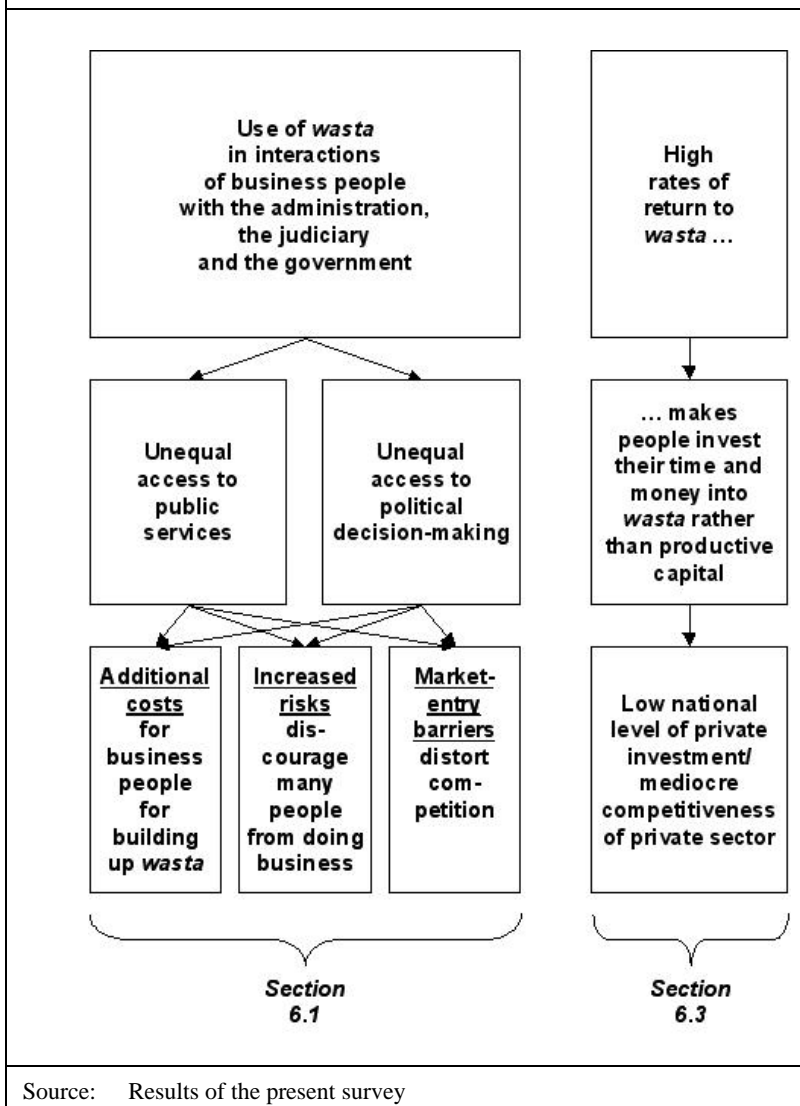 Use of wasta
in interactions
of business people
with the administration,
the judiciary
and the government
High
rates of
return to
wasta …
Unequal
access to
public
services
Unequal
access to
political
decision-making
… makes
people invest
their time and
money into
wasta rather
than productive
capital
Additional
costs
for
business
people
for
building
up wasta
Increased
risks
dis-
courage
many
people
from doing
business
Market-
entry
barriers
distort
com-
petition
Low national
level of private
investment/
mediocre
competitiveness
of private sector
Section
6.1
Section
6.3
Source: Results of the present survey